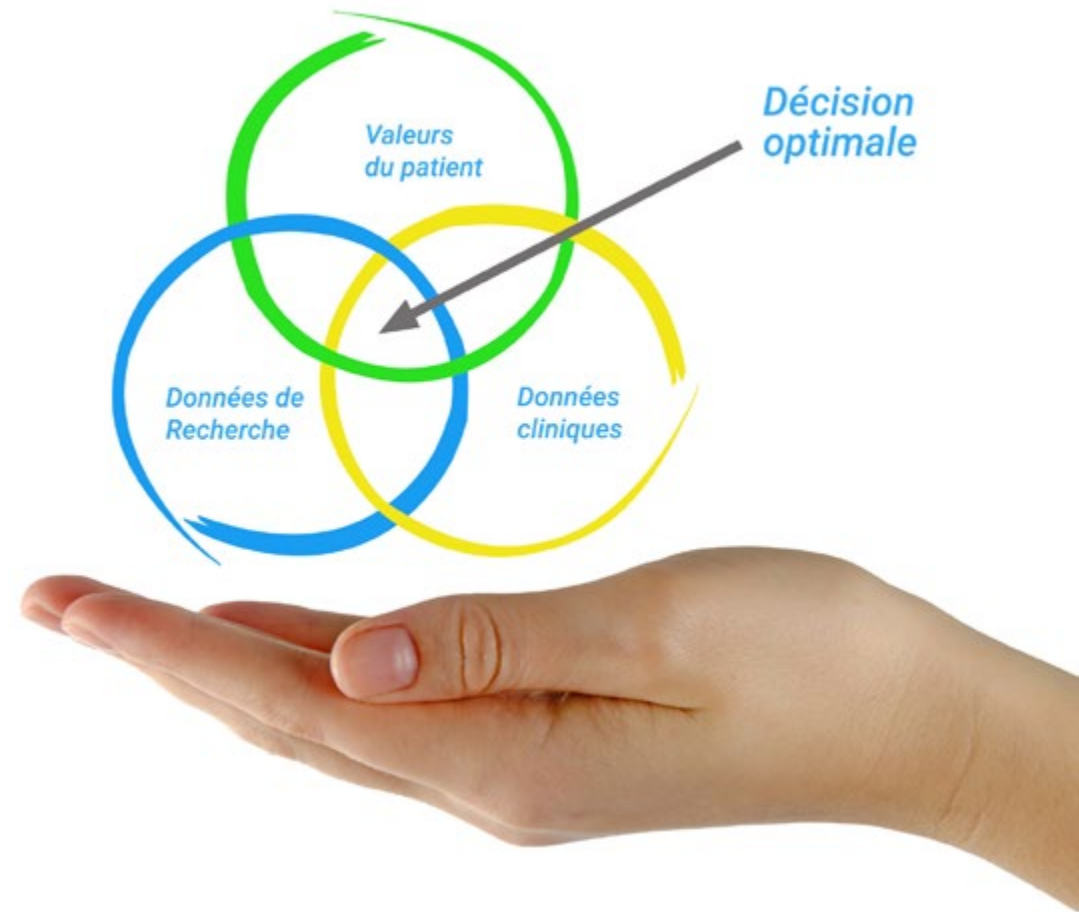 Valeurs
du patient
Décision
optimale
Données de
Recherche
Données
cliniques